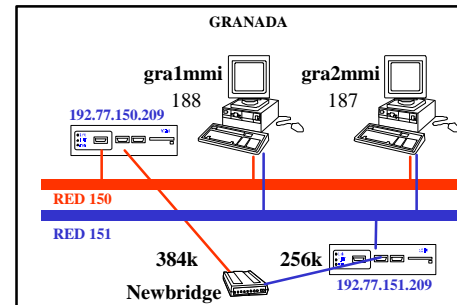 GRANADA
gra1mmi
188
gra2mmi
187
192.77.150.209
RED 150
RED 151
384k
256k
Newbridge
192.77.151.209